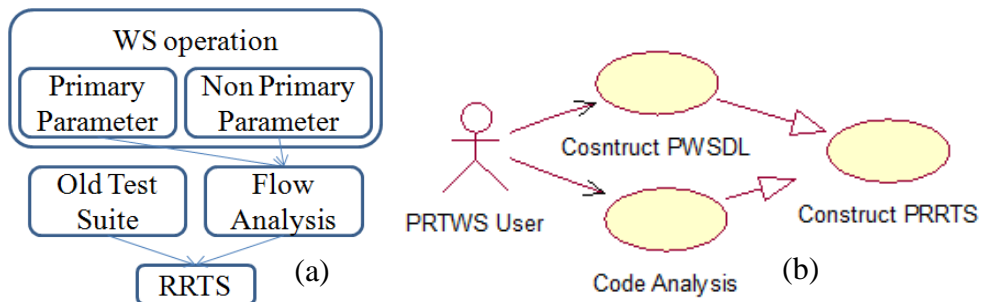 WS operation
Primary
Parameter
Non Primary
Parameter
Old Test
Suite
Flow
Analysis
RRTS
(a)
Cosntruct PWSDL
PRTWS User
Construct PRRTS
Code Analysis
(b)